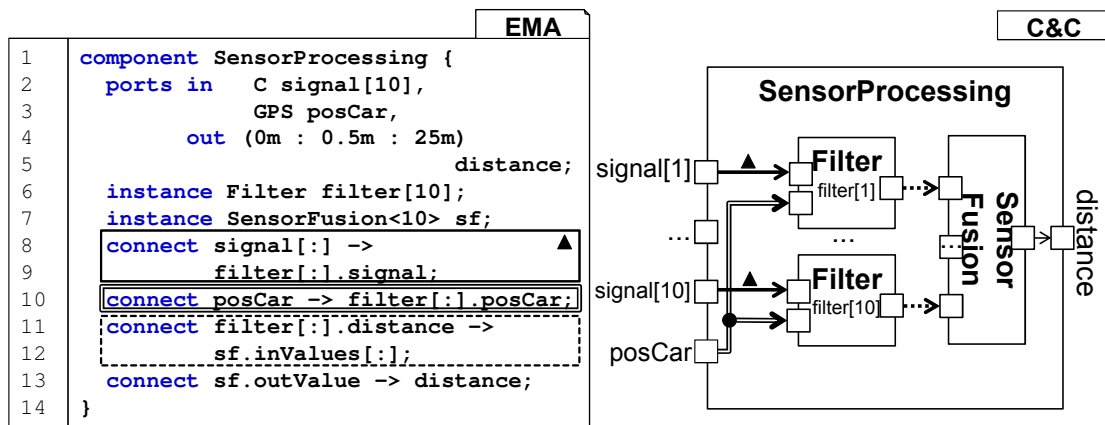 EMA
1 component SensorProcessing {
2 ports in C signal[10],
3 GPS posCar,
4 out (0m : 0.5m : 25m)
5 distance;
6 instance Filter filter[10];
7 instance SensorFusion<10> sf;
8 connect signal[:] -> ▲
9 filter[:].signal;
10 connect posCar -> filter[:].posCar;
11 connect filter[:].distance ->
12 sf.inValues[:];
13 connect sf.outValue -> distance;
14 }
C&C
SensorProcessing
signal[1]
...
signal[10]
posCar
Filter
filter[1]
...
Filter
filter[10]
Sensor
Fusion
...
distance